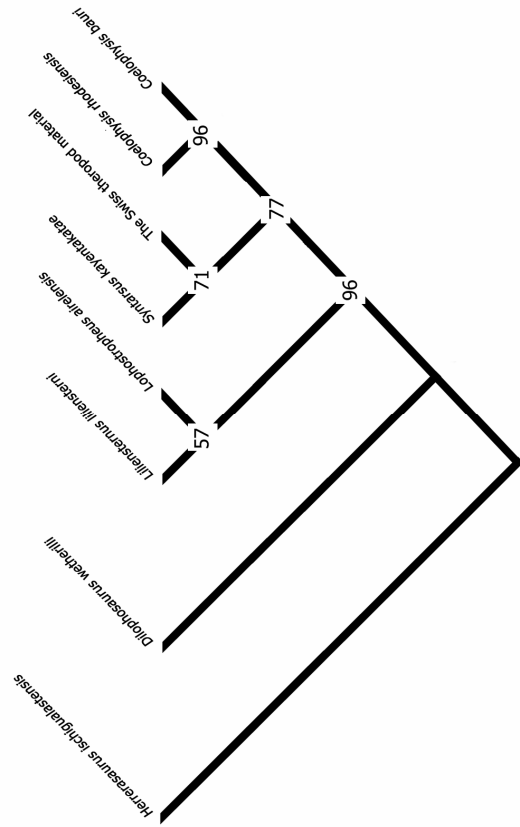 Coelophysis bauri
Coelophysis rhodesiensis
The Swiss theropod material
Syntarsus kayentakatae
Lophostropheus airelensis
Liliensternus liliensterni
Dilophosaurus wetherilli
Herrerasaurus ischigualastensis
96
77
71
96
57